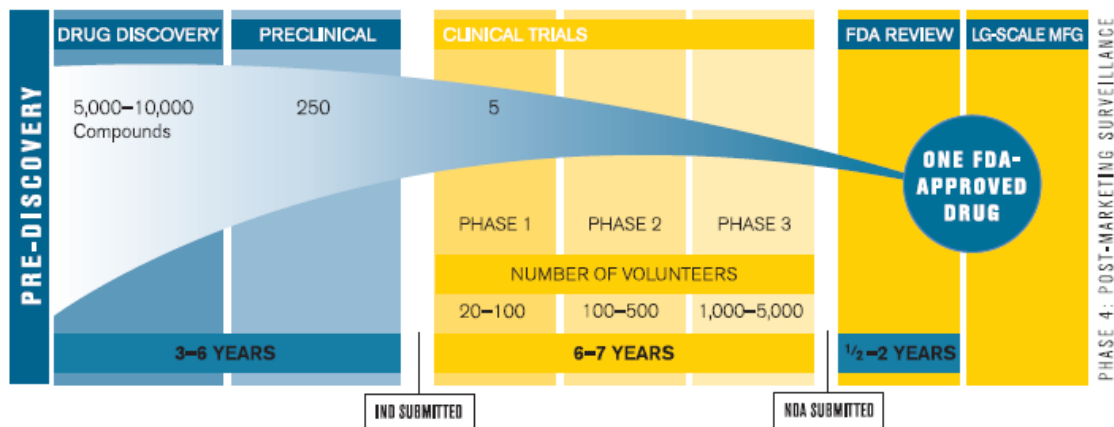 PRE-DISCOVERY
DRUG DISCOVERY
PRECLINICAL
CLINICAL TRIALS
FDA REVIEW
LG-SCALE MFG
5,000–10,000
Compounds
250
5
ONE FDA-
APPROVED
DRUG
PHASE 1
PHASE 2
PHASE 3
NUMBER OF VOLUNTEERS
20–100
100–500
1,000–5,000
3–6 YEARS
6–7 YEARS
1/2–2 YEARS
IND SUBMITTED
NDA SUBMITTED
PHASE 4: POST-MARKETING SURVEILLANCE